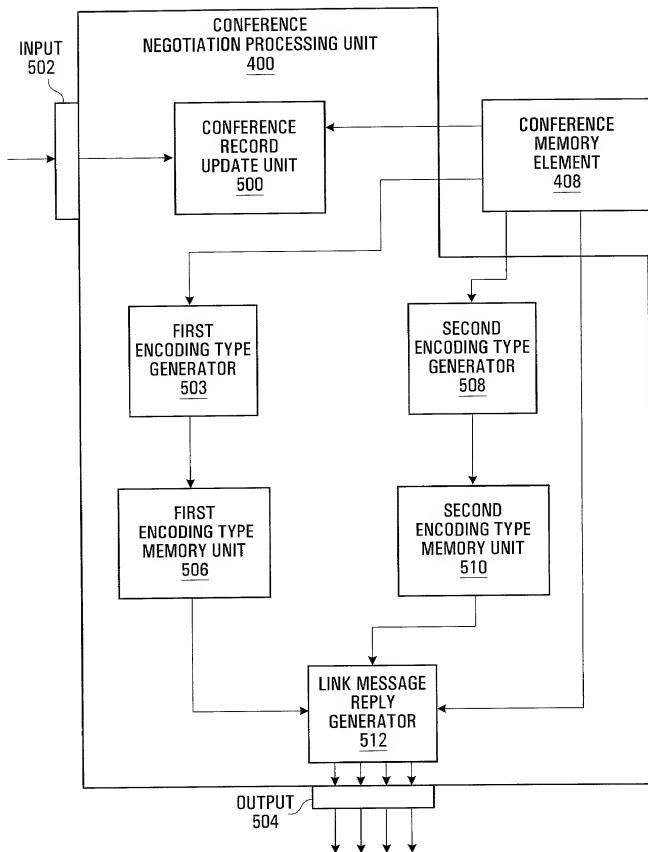 CONFERENCE
NEGOTIATION PROCESSING UNIT
400
INPUT
502
CONFERENCE
RECORD
UPDATE UNIT
500
CONFERENCE
MEMORY
ELEMENT
408
FIRST
ENCODING TYPE
GENERATOR
503
SECOND
ENCODING TYPE
GENERATOR
508
FIRST
ENCODING TYPE
MEMORY UNIT
506
SECOND
ENCODING TYPE
MEMORY UNIT
510
LINK MESSAGE
REPLY
GENERATOR
512
OUTPUT
504